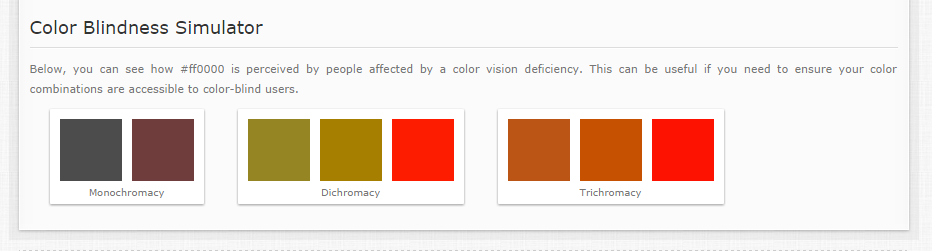 Color Blindness Simulator
Below, you can see how #ff0000 is perceived by people affected by a color vision deficiency. This can be useful if you need to ensure your color
combinations are accessible to color-blind users.
Monochromacy
Dichromacy
Trichromacy